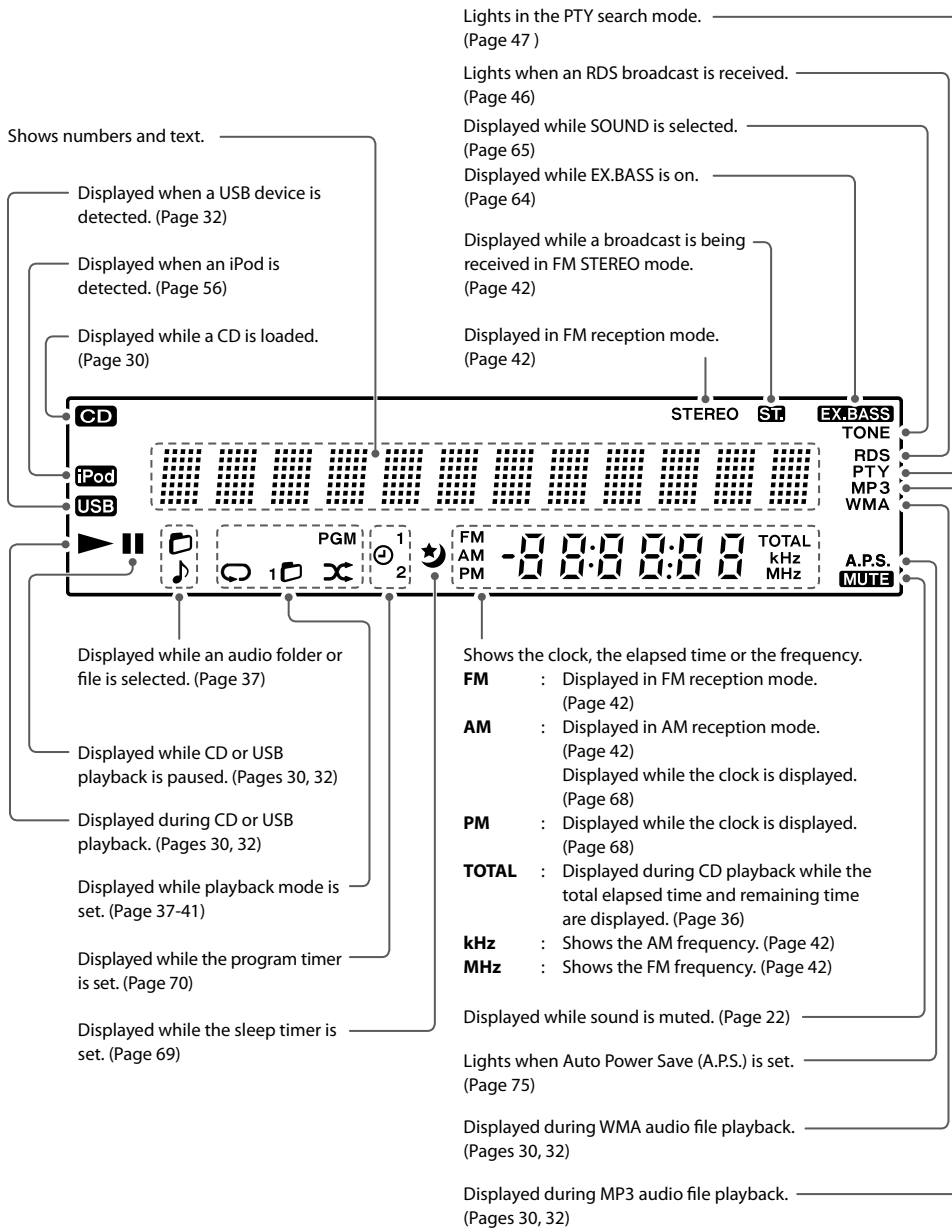 Lights in the PTY search mode.
(Page 47 )
Lights when an RDS broadcast is received.
(Page 46)
Displayed while SOUND is selected.
(Page 65)
Displayed while EX.BASS is on.
(Page 64)
Displayed while a broadcast is being
received in FM STEREO mode.
(Page 42)
Displayed in FM reception mode.
(Page 42)
Shows numbers and text.
Displayed when a USB device is
detected. (Page 32)
Displayed when an iPod is
detected. (Page 56)
Displayed while a CD is loaded.
(Page 30)
CD
STEREO ST. EX.BASS
TONE
RDS
iPod
PTY
MP3
USB
WMA
PGM
1
1
2
FM
AM
PM
-8 8:8 8:8 8
TOTAL
kHz
MHz
A.P.S.
MUTE
Displayed while an audio folder or
file is selected. (Page 37)
Displayed while CD or USB
playback is paused. (Pages 30, 32)
Displayed during CD or USB
playback. (Pages 30, 32)
Displayed while playback mode is
set. (Page 37-41)
Displayed while the program timer
is set. (Page 70)
Displayed while the sleep timer is
set. (Page 69)
Shows the clock, the elapsed time or the frequency.
FM : Displayed in FM reception mode.
(Page 42)
AM : Displayed in AM reception mode.
(Page 42)
Displayed while the clock is displayed.
(Page 68)
PM : Displayed while the clock is displayed.
(Page 68)
TOTAL : Displayed during CD playback while the
total elapsed time and remaining time
are displayed. (Page 36)
kHz : Shows the AM frequency. (Page 42)
MHz : Shows the FM frequency. (Page 42)
Displayed while sound is muted. (Page 22)
Lights when Auto Power Save (A.P.S.) is set.
(Page 75)
Displayed during WMA audio file playback.
(Pages 30, 32)
Displayed during MP3 audio file playback.
(Pages 30, 32)